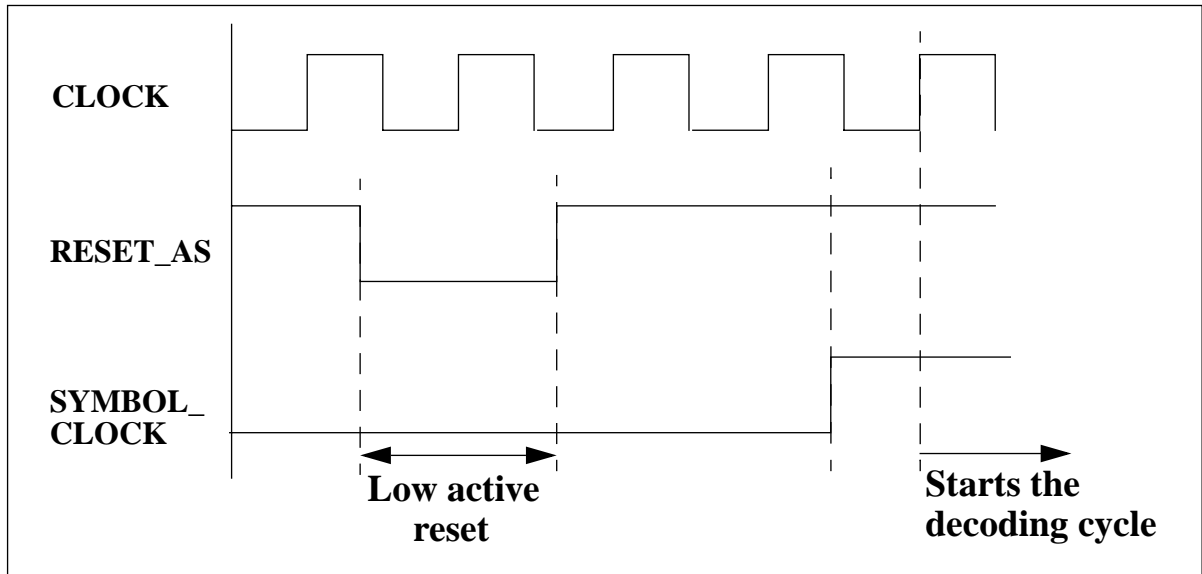 CLOCK
RESET_AS
SYMBOL_
CLOCK
Low active
reset
Starts the
decoding cycle